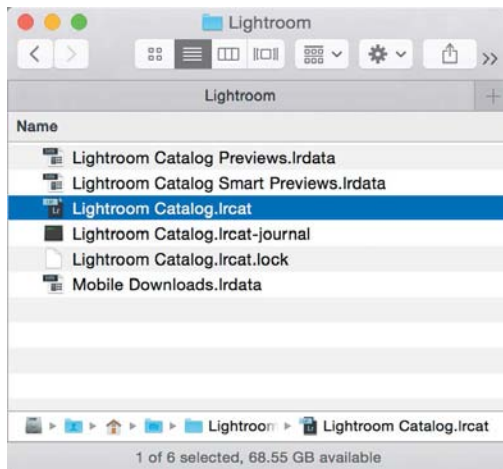 Lightroom
Lightroom
Name
Lightroom Catalog Previews.lrdata
Lightroom Catalog Smart Previews.lrdata
Lightroom Catalog.lrcat
Lightroom Catalog.lrcat-journal
Lightroom Catalog.lrcat.lock
Mobile Downloads.lrdata
Lightroom Lightroom Catalog.lrcat
1 of 6 selected, 68.55 GB available